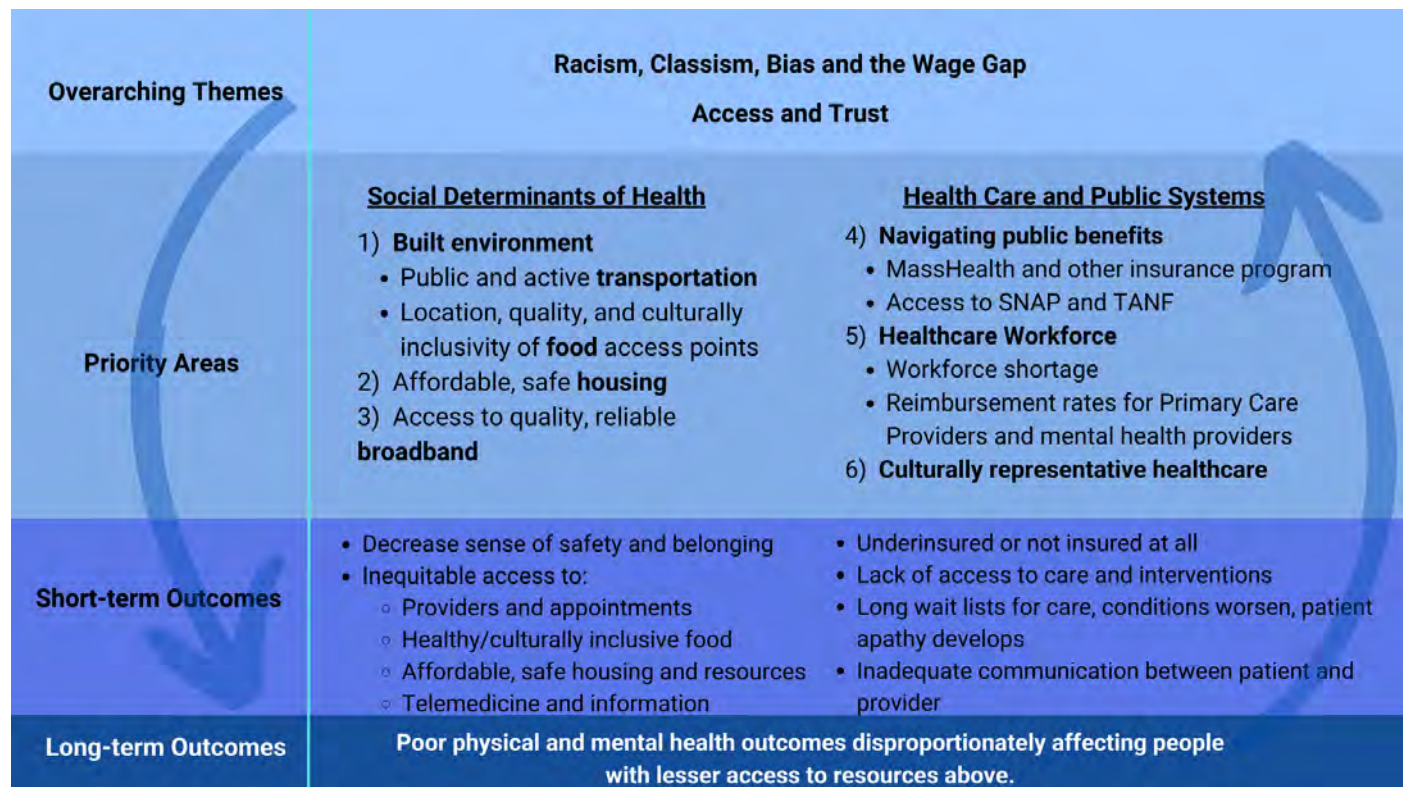 Overarching Themes
Racism, Classism, Bias and the Wage Gap
Access and Trust
Priority Areas
Social Determinants of Health
1) Built environment
• Public and active transportation
• Location, quality, and culturally
inclusivity of food access points
2) Affordable, safe housing
3) Access to quality, reliable
broadband
Health Care and Public Systems
4) Navigating public benefits
• MassHealth and other insurance program
• Access to SNAP and TANF
5) Healthcare Workforce
• Workforce shortage
• Reimbursement rates for Primary Care
Providers and mental health providers
6) Culturally representative healthcare
Short-term Outcomes
• Decrease sense of safety and belonging
• Inequitable access to:
○ Providers and appointments
○ Healthy/culturally inclusive food
○ Affordable, safe housing and resources
○ Telemedicine and information
• Underinsured or not insured at all
• Lack of access to care and interventions
• Long wait lists for care, conditions worsen, patient
apathy develops
• Inadequate communication between patient and
provider
Long-term Outcomes
Poor physical and mental health outcomes disproportionately affecting people
with lesser access to resources above.